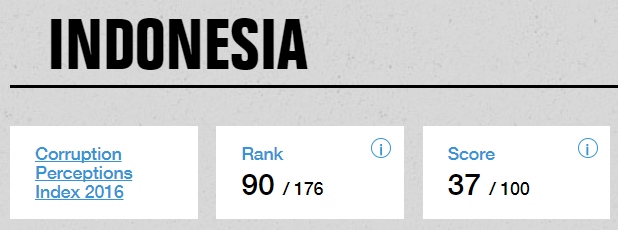 INDONESIA
Corruption
Perceptions
Index 2016
Rank
90 / 176
Score
37 / 100